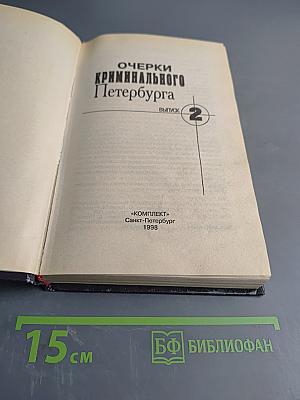 ОЧЕРКИ
КРИМИНАЛЬНОГО
Петербурга
ВЫПУСК 2
«КОМПЛЕКТ»
Санкт-Петербург
1998
15 см
БФ БИБЛИОФАН